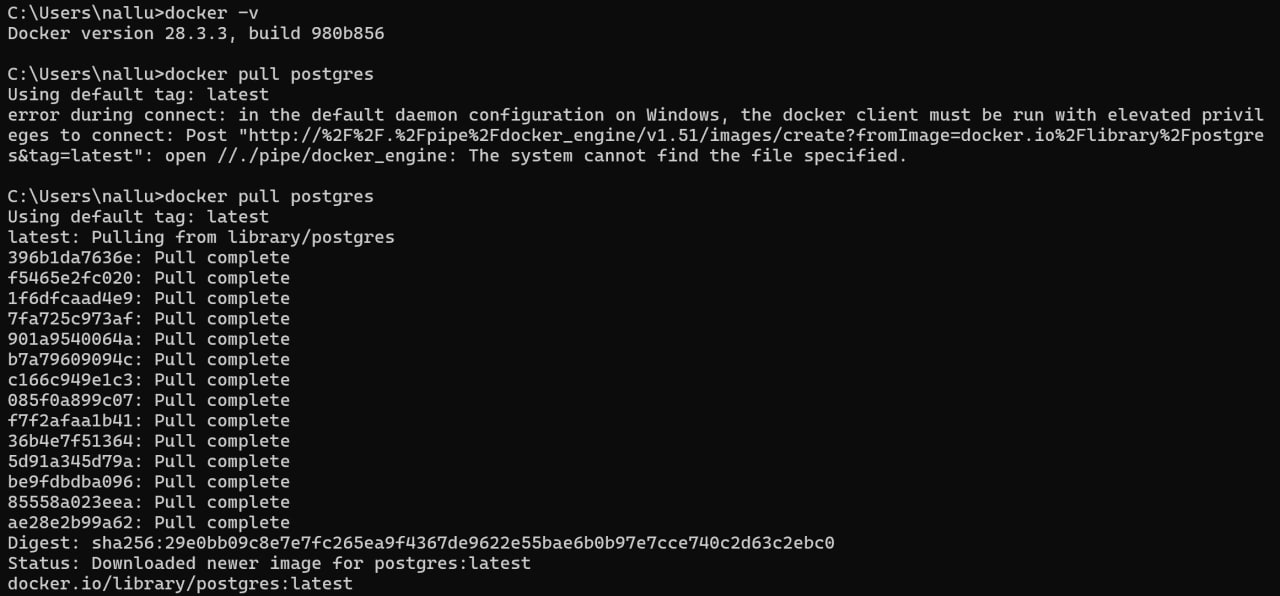 C:\Users\nallu>docker -v
Docker version 28.3.3, build 980b856
C:\Users\nallu>docker pull postgres
Using default tag: latest
error during connect: in the default daemon configuration on Windows, the docker client must be run with elevated privil
eges to connect: Post "http://%2F%2F.%2Fpipe%2Fdocker_engine/v1.51/images/create?fromImage=docker.io%2Flibrary%2Fpostgre
s&tag=latest": open //./pipe/docker_engine: The system cannot find the file specified.
C:\Users\nallu>docker pull postgres
Using default tag: latest
latest: Pulling from library/postgres
396b1da7636e: Pull complete
f5465e2fc020: Pull complete
1f6dfcaad4e9: Pull complete
7fa725c973af: Pull complete
901a9540064a: Pull complete
b7a79609094c: Pull complete
c166c949e1c3: Pull complete
085f0a899c07: Pull complete
f7f2afaa1b41: Pull complete
36b4e7f51364: Pull complete
5d91a345d79a: Pull complete
be9fdbdba096: Pull complete
85558a023eea: Pull complete
ae28e2b99a62: Pull complete
Digest: sha256:29e0bb09c8e7e7fc265ea9f4367de9622e55bae6b0b97e7cce740c2d63c2ebc0
Status: Downloaded newer image for postgres:latest
docker.io/library/postgres:latest